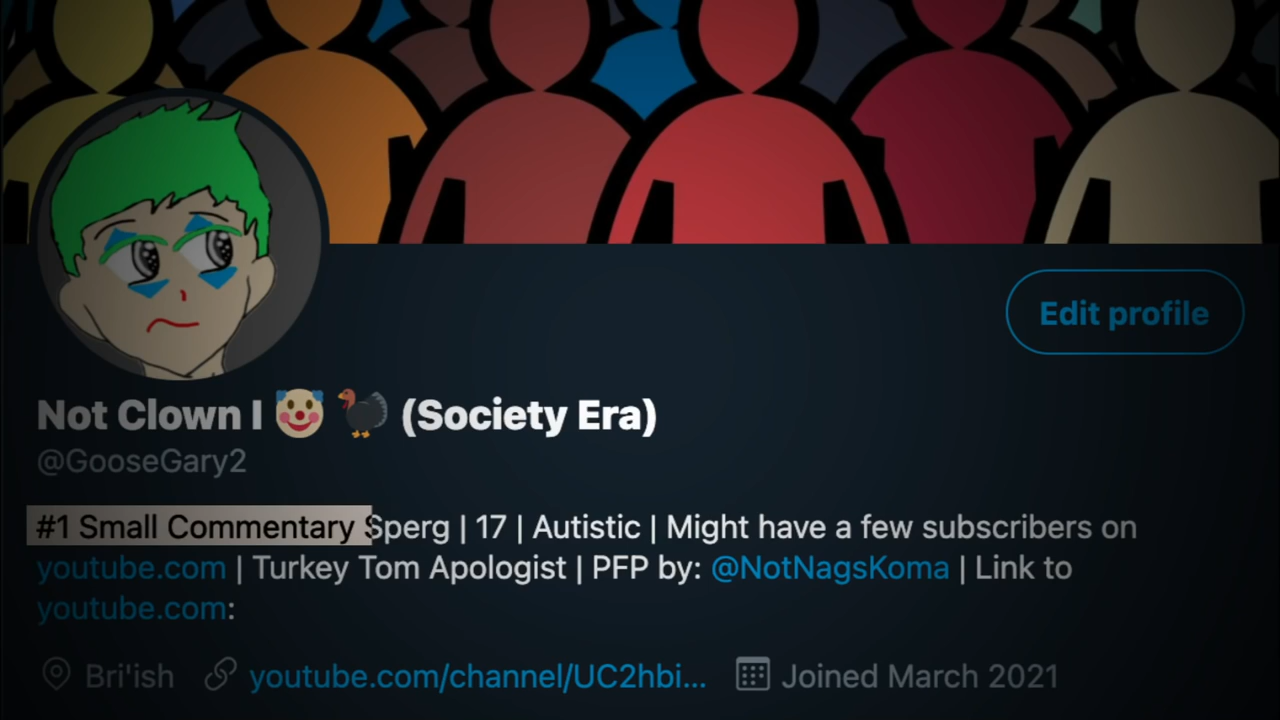 Edit profile
Not Clown I 🤡 🦃 (Society Era)
@GooseGary2
#1 Small Commentary Sperg | 17 | Autistic | Might have a few subscribers on
youtube.com | Turkey Tom Apologist | PFP by: @NotNagsKoma | Link to
youtube.com:
Bri'ish youtube.com/channel/UC2hbi... Joined March 2021